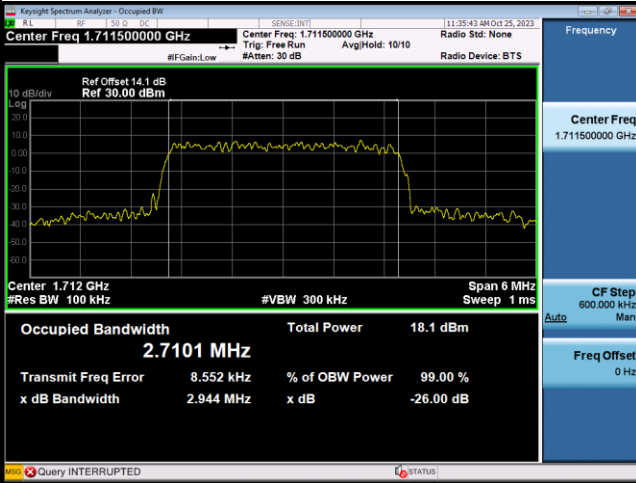 Keysight Spectrum Analyzer - Occupied BW
RL RF 50 Ω DC SENSE:INT 11:35:43 AM Oct 25, 2023
Center Freq 1.711500000 GHz
Center Freq: 1.711500000 GHz
Radio Std: None
Trig: Free Run Avg|Hold: 10/10
#IFGain:Low
#Atten: 30 dB
Radio Device: BTS
Frequency
Ref Offset 14.1 dB
10 dB/div Ref 30.00 dBm
Log
20.0
10.0
0.00
-10.0
-20.0
-30.0
-40.0
-50.0
-60.0
Center Freq
1.711500000 GHz
Center 1.712 GHz
Span 6 MHz
#Res BW 100 kHz
#VBW 300 kHz
Sweep 1 ms
CF Step
600.000 kHz
Auto Man
Occupied Bandwidth
Total Power 18.1 dBm
2.7101 MHz
Freq Offset
0 Hz
Transmit Freq Error 8.552 kHz
% of OBW Power 99.00 %
x dB Bandwidth 2.944 MHz
x dB -26.00 dB
MSG Query INTERRUPTED
STATUS